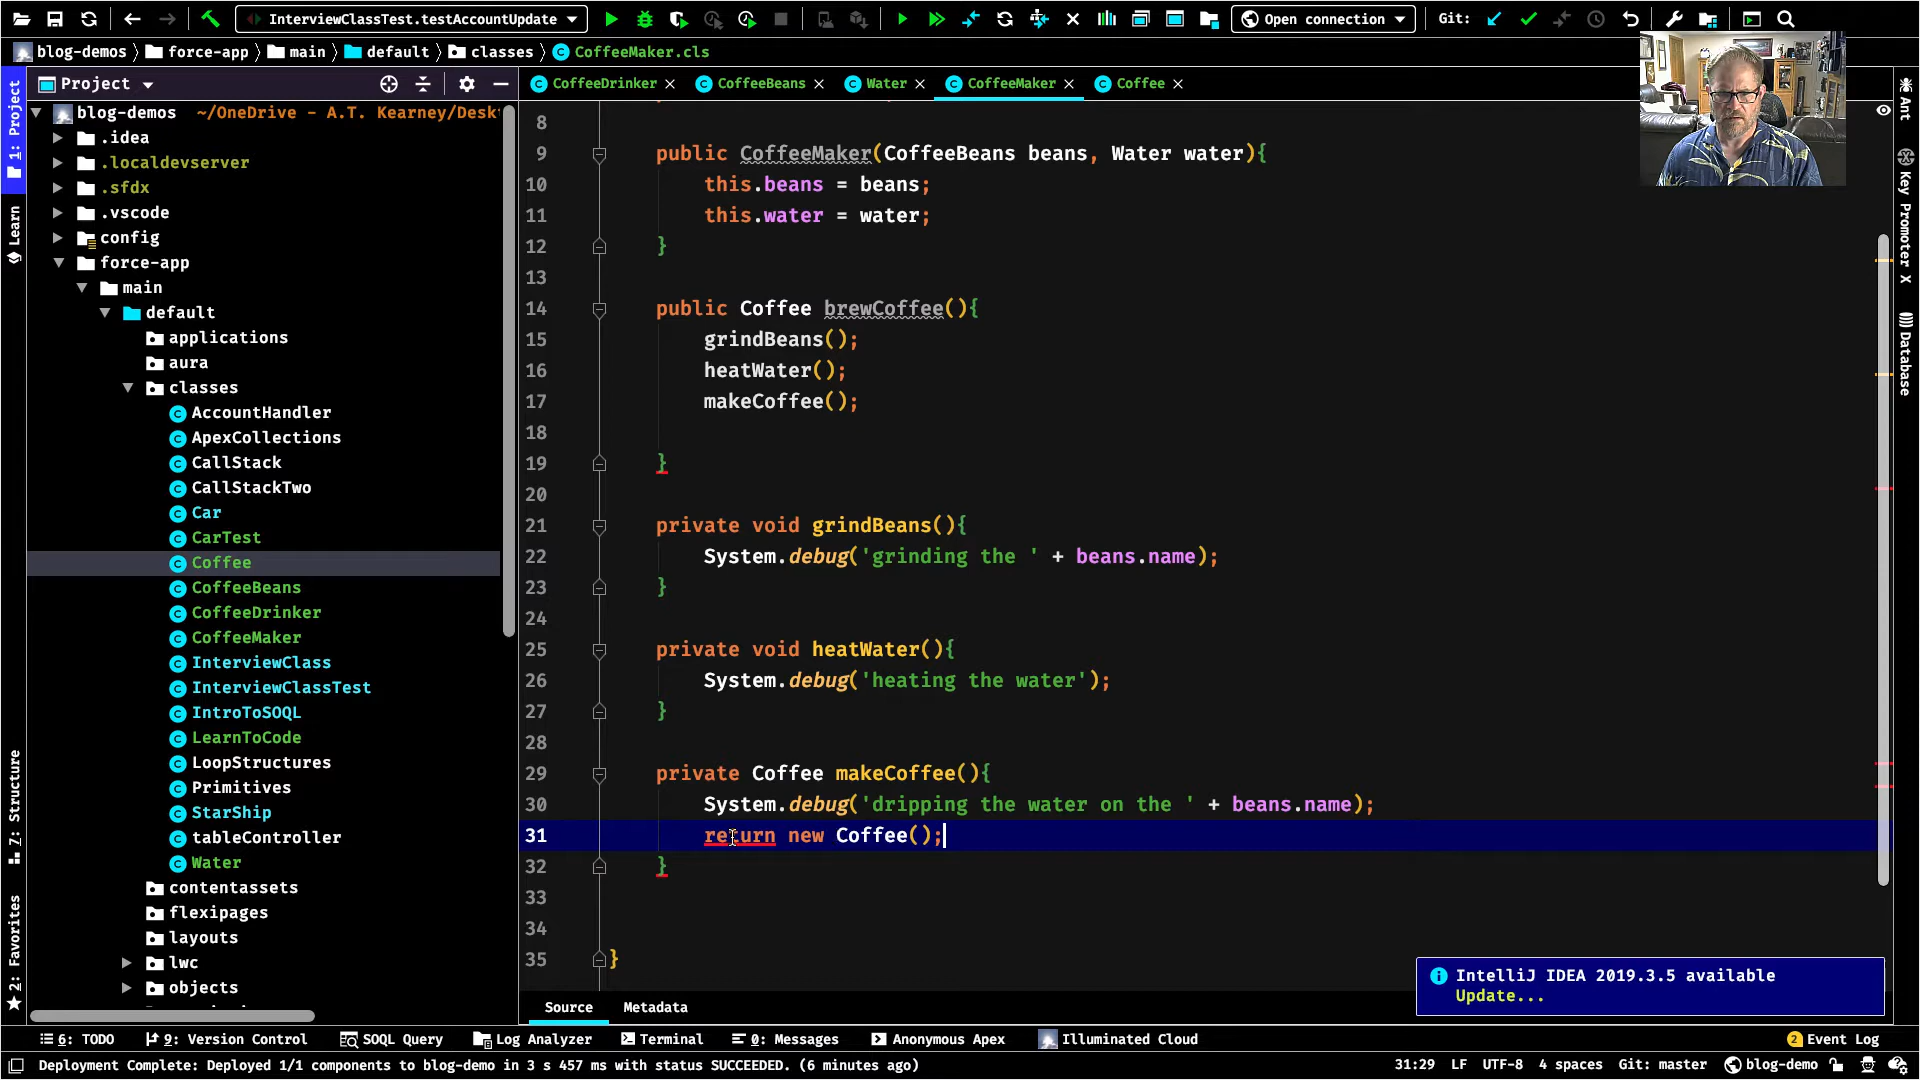 InterviewClassTest.testAccountUpdate
Open connection
Git:
blog-demos
force-app
main
default
classes
CoffeeMaker.cls
Project
CoffeeDrinker
CoffeeBeans
Water
CoffeeMaker
Coffee
1: Project
Learn
7: Structure
2: Favorites
blog-demos ~/OneDrive - A.T. Kearney/Desk
.idea
.localdevserver
.sfdx
.vscode
config
force-app
main
default
applications
aura
classes
AccountHandler
ApexCollections
CallStack
CallStackTwo
Car
CarTest
Coffee
CoffeeBeans
CoffeeDrinker
CoffeeMaker
InterviewClass
InterviewClassTest
IntroToSOQL
LearnToCode
LoopStructures
Primitives
StarShip
tableController
Water
contentassets
flexipages
layouts
lwc
objects
8
9 public CoffeeMaker(CoffeeBeans beans, Water water){
10 this.beans = beans;
11 this.water = water;
12 }
13
14 public Coffee brewCoffee(){
15 grindBeans();
16 heatWater();
17 makeCoffee();
18
19 }
20
21 private void grindBeans(){
22 System.debug('grinding the ' + beans.name);
23 }
24
25 private void heatWater(){
26 System.debug('heating the water');
27 }
28
29 private Coffee makeCoffee(){
30 System.debug('dripping the water on the ' + beans.name);
31 return new Coffee();
32 }
33
34
35 }
Ant
Key Promoter X
Database
IntelliJ IDEA 2019.3.5 available
Update...
Source
Metadata
6: TODO
9: Version Control
SOQL Query
Log Analyzer
Terminal
0: Messages
Anonymous Apex
Illuminated Cloud
2 Event Log
Deployment Complete: Deployed 1/1 components to blog-demo in 3 s 457 ms with status SUCCEEDED. (6 minutes ago)
31:29
LF
UTF-8
4 spaces
Git: master
blog-demo